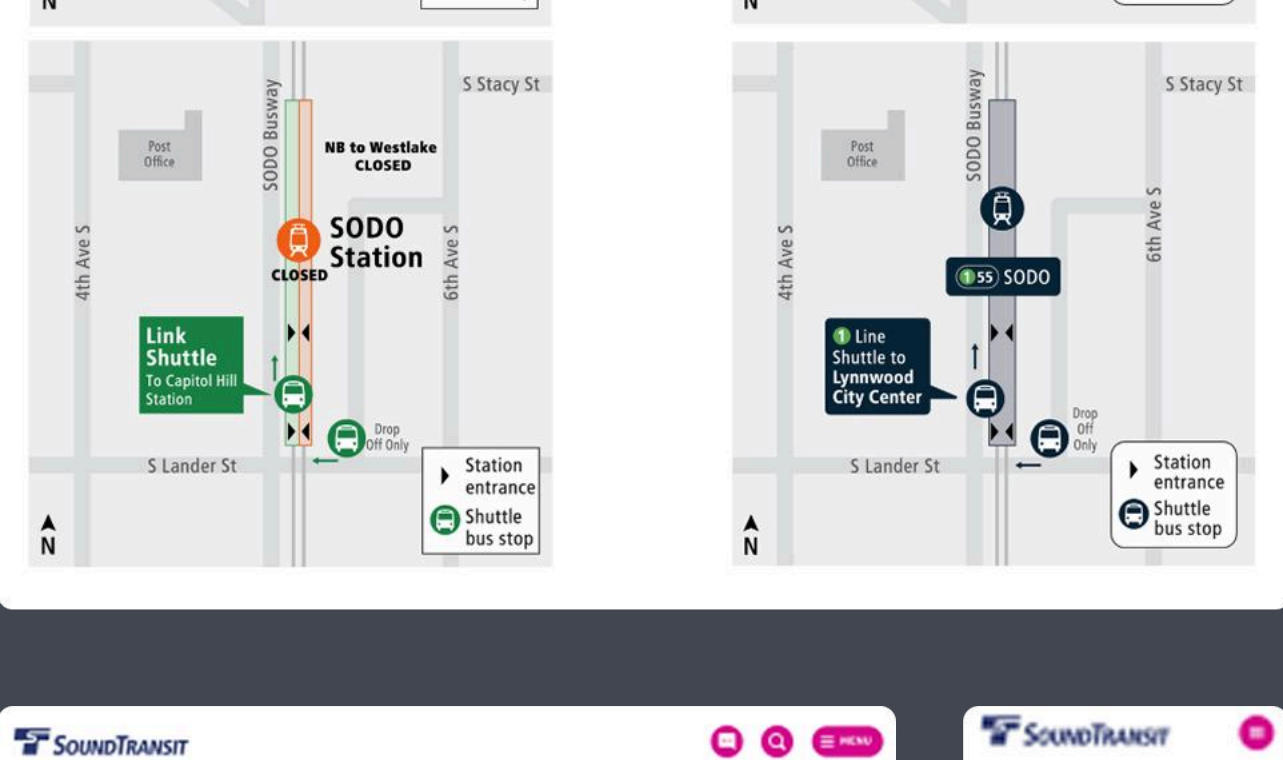 N
N
S Stacy St
SODO Busway
Post
Office
NB to Westlake
CLOSED
SODO
Station
CLOSED
4th Ave S
6th Ave S
Link
Shuttle
To Capitol Hill
Station
Drop
Off Only
S Lander St
Station
entrance
Shuttle
bus stop
N
S Stacy St
SODO Busway
Post
Office
6th Ave S
4th Ave S
1 55 SODO
1 Line
Shuttle to
Lynnwood
City Center
Drop
Off
Only
S Lander St
Station
entrance
Shuttle
bus stop
N
SOUNDTRANSIT
MENU
SOUNDTRANSIT